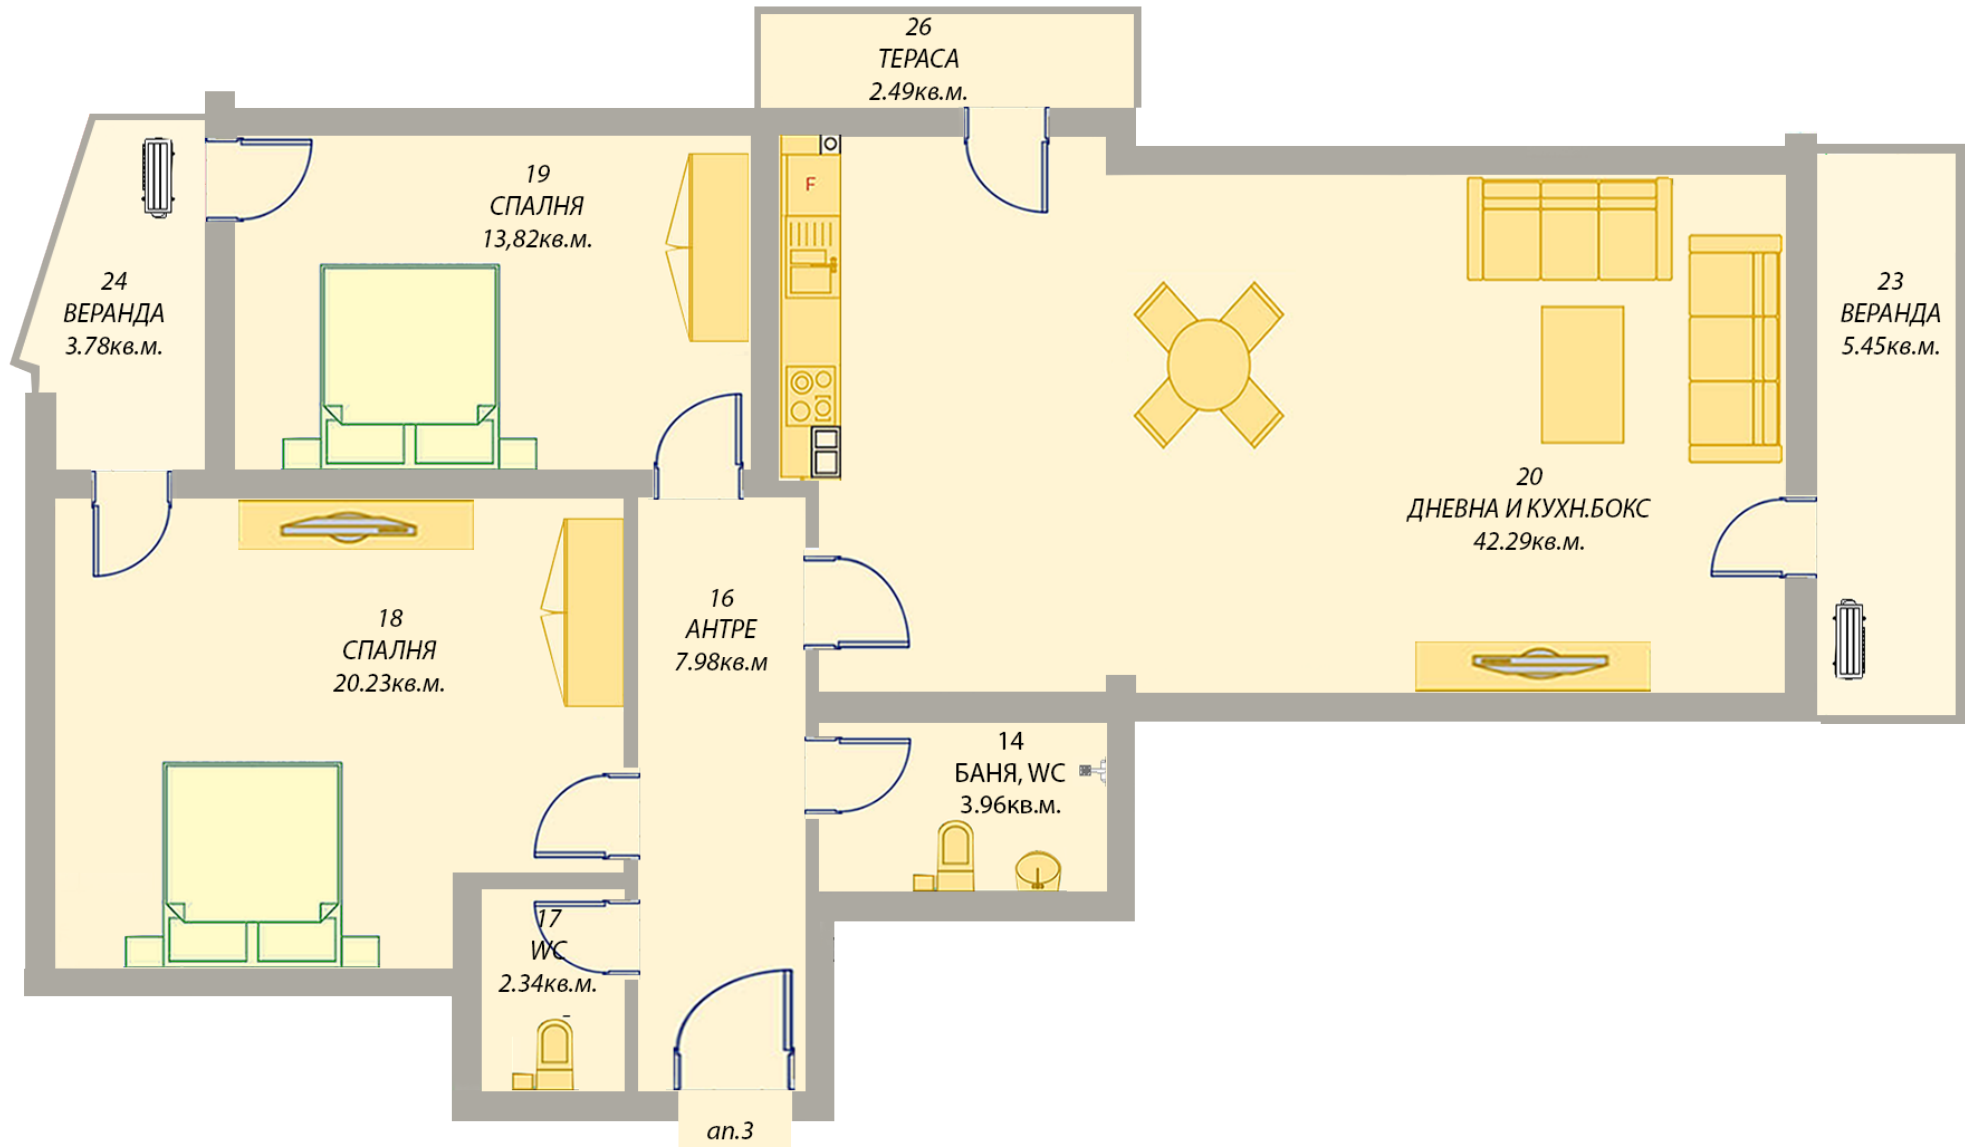 26
ТЕРАСА
2.49кв.м.
19
СПАЛНЯ
13,82кв.м.
F
24
ВЕРАНДА
3.78кв.м.
23
ВЕРАНДА
5.45кв.м.
20
ДНЕВНА И КУХН.БОКС
42.29кв.м.
18
СПАЛНЯ
20.23кв.м.
16
АНТРЕ
7.98кв.м
14
БАНЯ, WC
3.96кв.м.
17
WC
2.34кв.м.
ап.3